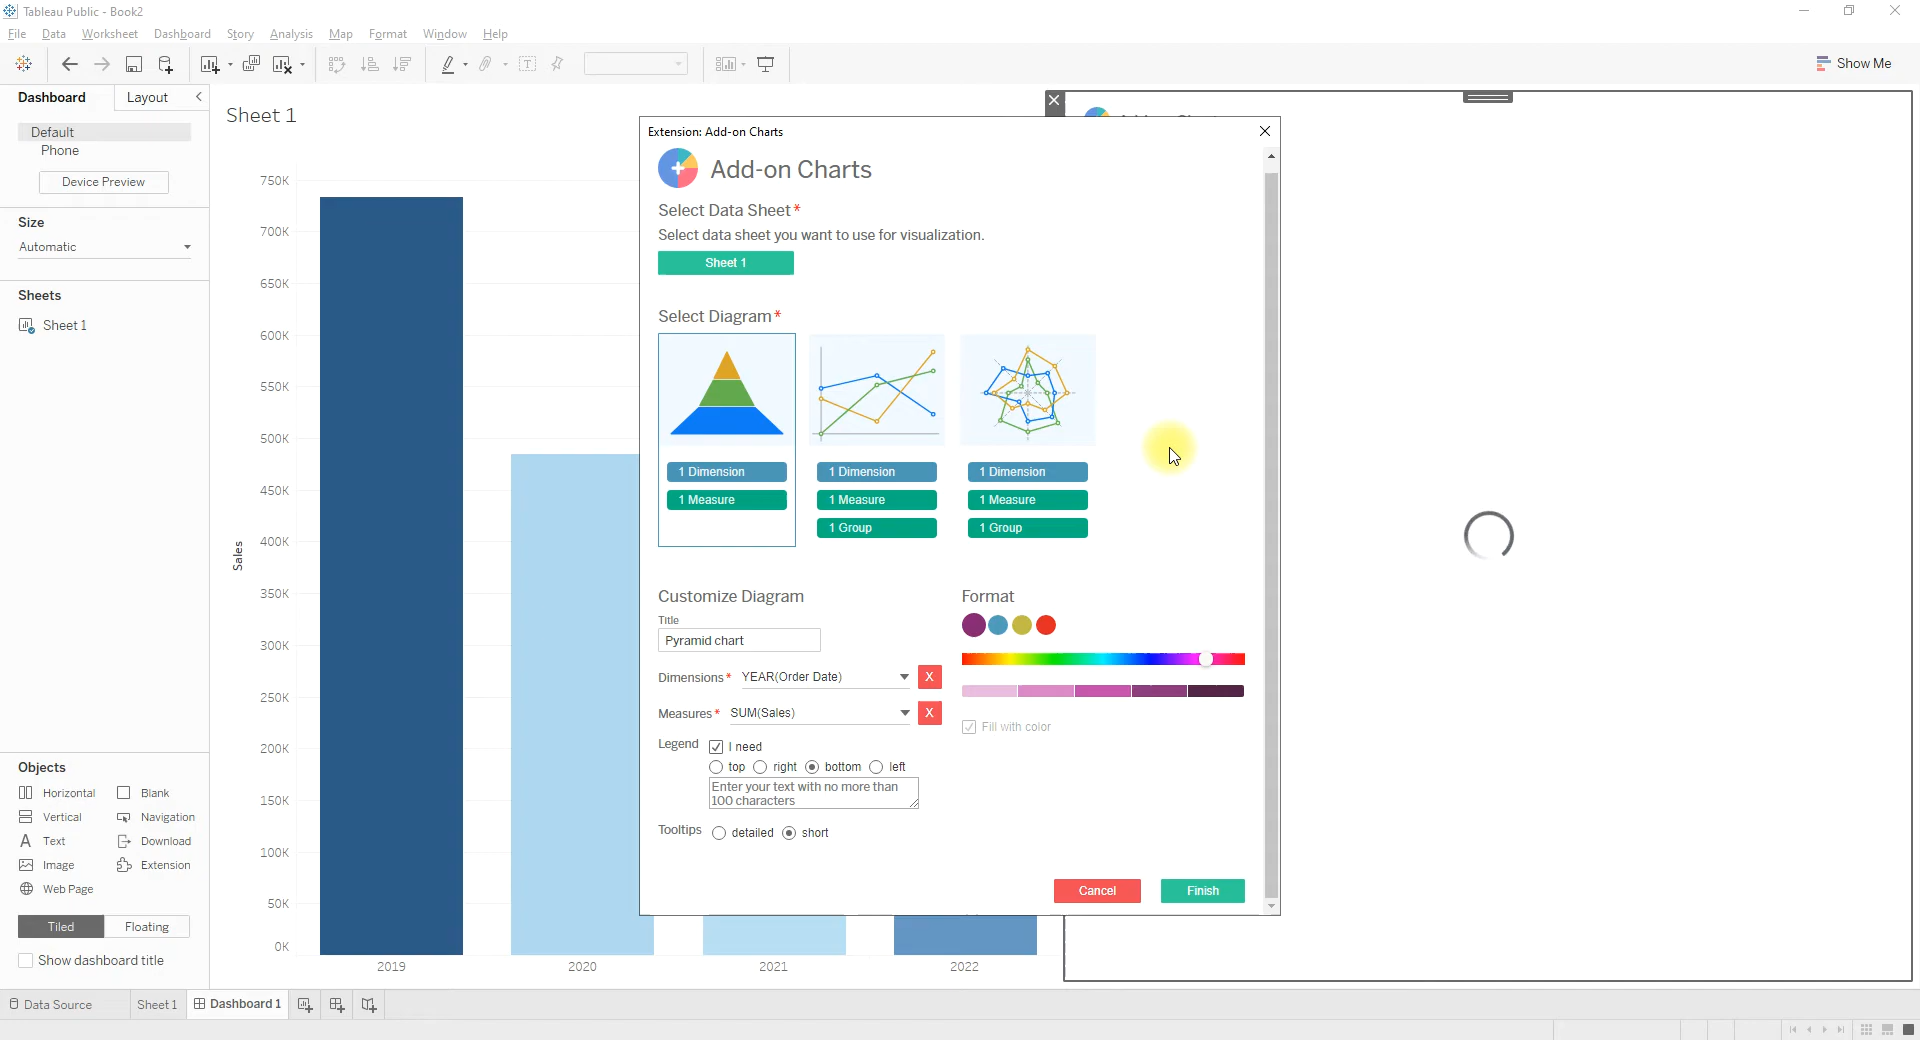 Tableau Public - Book2
File Data Worksheet Dashboard Story Analysis Map Format Window Help
Show Me
Dashboard Layout
Default
Phone
Device Preview
Size
Automatic
Sheets
Sheet 1
Objects
Horizontal Blank
Vertical Navigation
Text Download
Image Extension
Web Page
Tiled Floating
Show dashboard title
Sheet 1
750K
700K
650K
600K
550K
500K
450K
400K
350K
300K
250K
200K
150K
100K
50K
0K
Sales
2019 2020 2021 2022
Extension: Add-on Charts
Add-on Charts
Select Data Sheet*
Select data sheet you want to use for visualization.
Sheet 1
Select Diagram*
1 Dimension 1 Dimension 1 Dimension
1 Measure 1 Measure 1 Measure
1 Group 1 Group
Customize Diagram
Title
Pyramid chart
Dimensions* YEAR(Order Date) X
Measures* SUM(Sales) X
Legend I need
top right bottom left
Enter your text with no more than
100 characters
Tooltips detailed short
Format
Fill with color
Cancel Finish
Data Source Sheet 1 Dashboard 1